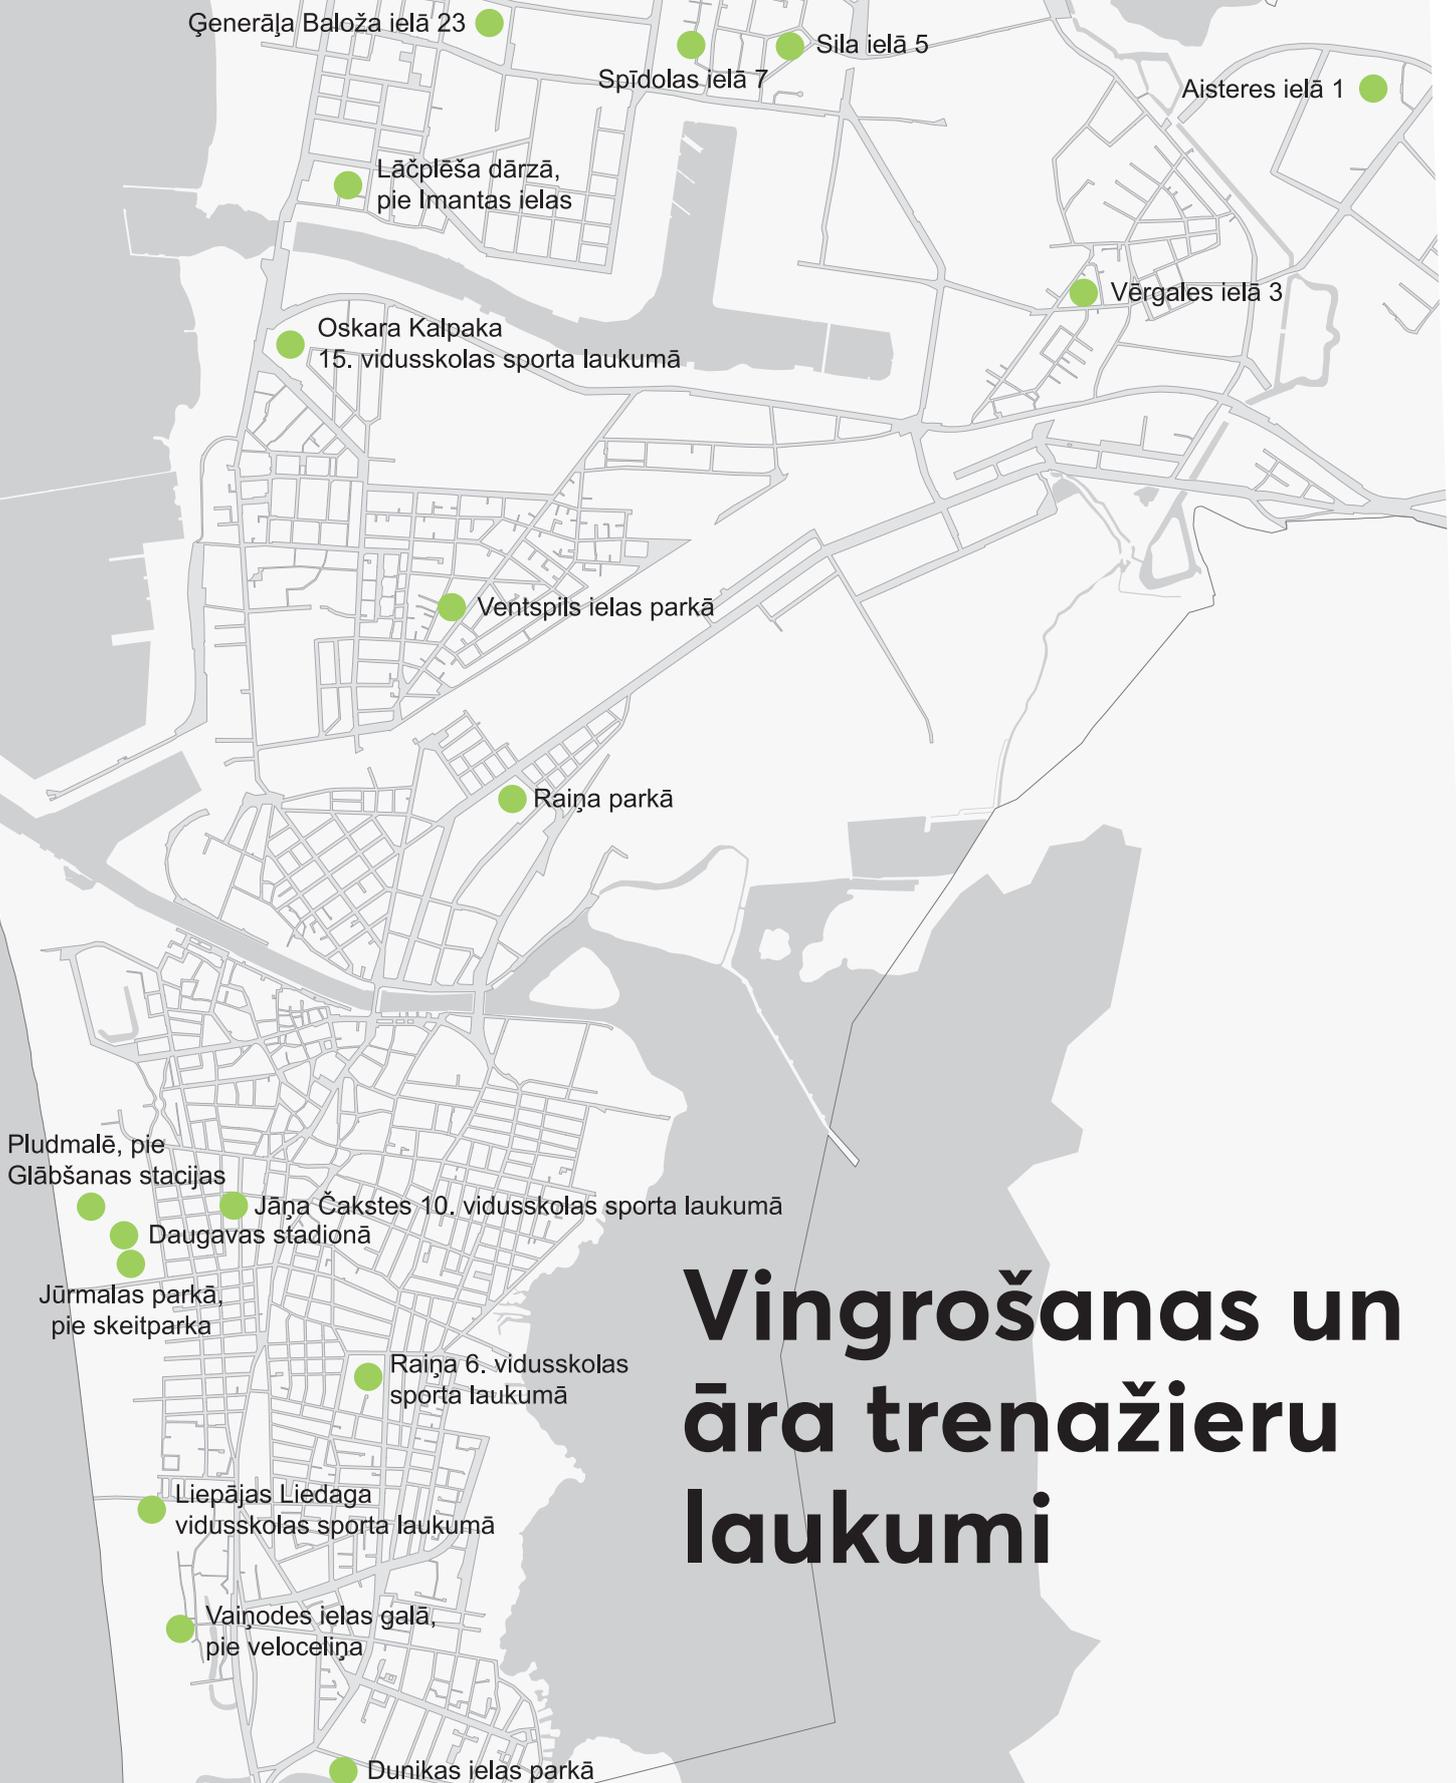 Ģenerāļa Baloža ielā 23
Sila ielā 5
Spīdolas ielā 7
Aisteres ielā 1
Lāčplēša dārzā,
pie Imantas ielas
Vērgales ielā 3
Oskara Kalpaka
15. vidusskolas sporta laukumā
Ventspils ielas parkā
Raiņa parkā
Pludmalē, pie
Glābšanas stacijas
Jāņa Čakstes 10. vidusskolas sporta laukumā
Daugavas stadionā
Jūrmalas parkā,
pie skeitparka
Vingrošanas un
āra trenažieru
laukumi
Raiņa 6. vidusskolas
sporta laukumā
Liepājas Liedaga
vidusskolas sporta laukumā
Vaiņodes ielas galā,
pie veloceliņa
Dunikas ielas parkā